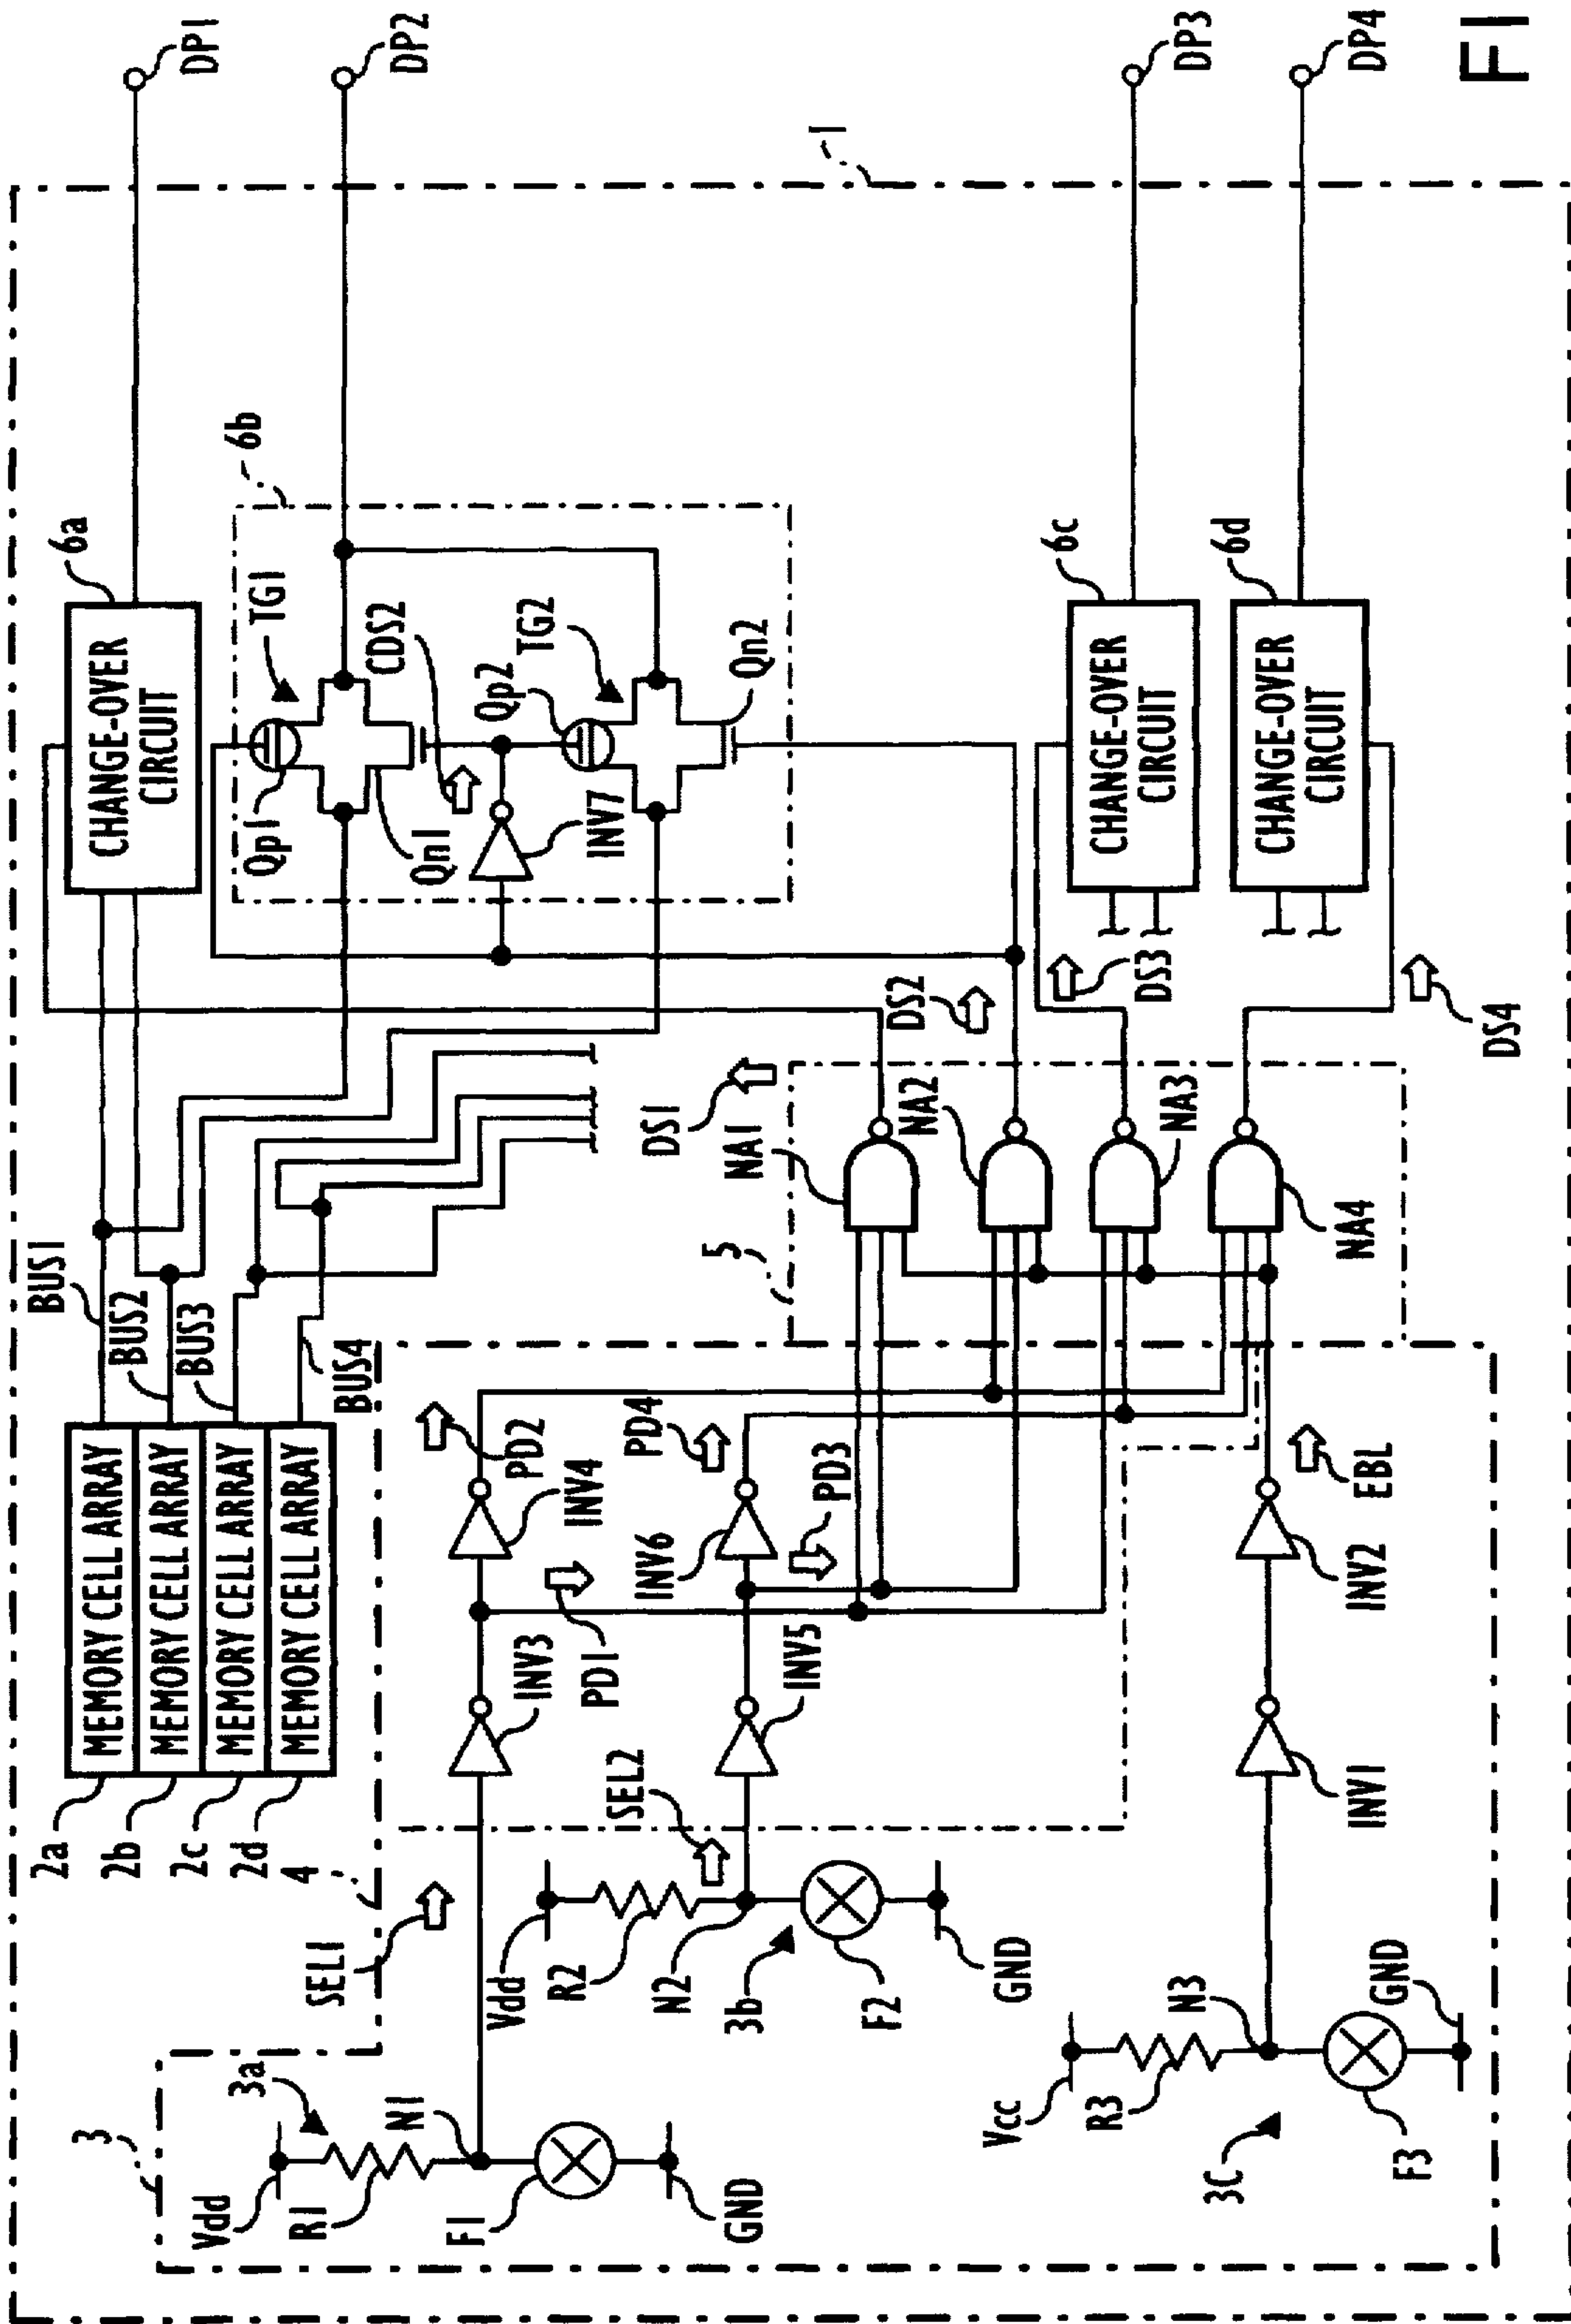 FI
1
DP1
DP2
DP3
DP4
6a
CHANGE-OVER
CIRCUIT
6b
TG1
CDS2
Qp2
TG2
Qn2
Qp1
Qn1
INV7
6c
CHANGE-OVER
CIRCUIT
6d
CHANGE-OVER
CIRCUIT
DS1
DS2
DS3
DS4
5
NA1
NA2
NA3
NA4
BUS1
BUS2
BUS3
BUS4
MEMORY CELL ARRAY
MEMORY CELL ARRAY
MEMORY CELL ARRAY
MEMORY CELL ARRAY
2a
2b
2c
2d
4
PD2
INV4
PD4
PD3
INV6
EBL
INV2
INV3
PD1
INV5
INV1
SEL1
SEL2
Vdd
R2
N2
3b
F2
GND
3
3a
Vdd
R1
N1
F1
GND
Vcc
R3
N3
GND
3C
F3